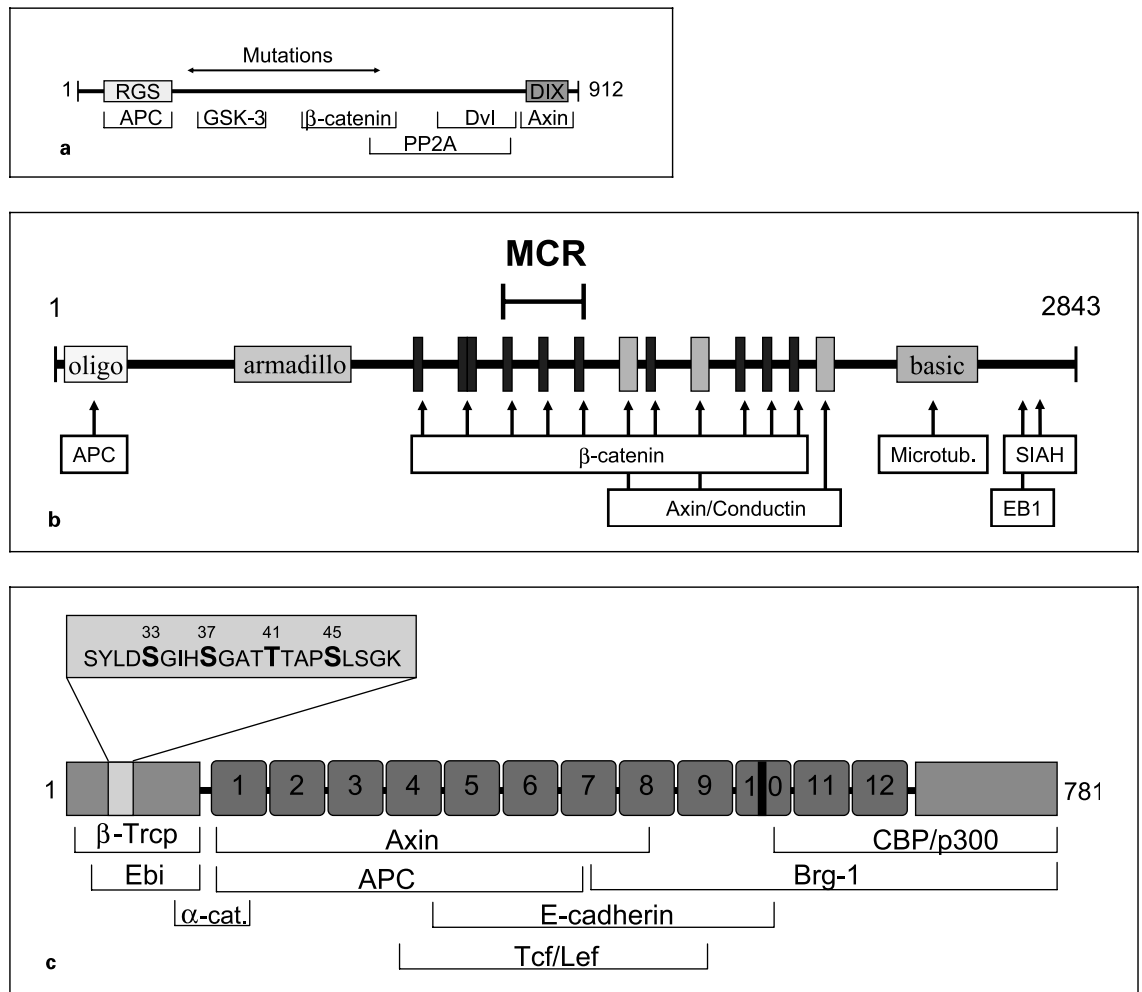 Mutations
1 RGS DIX 912
APC GSK-3 β-catenin Dvl Axin
PP2A
a
MCR
1 2843
oligo armadillo basic
APC β-catenin Microtub. SIAH
Axin/Conductin EB1
b
33 37 41 45
SYLDSGIHSGATTTAPSLSGK
1 1 2 3 4 5 6 7 8 9 10 11 12 781
β-Trcp Axin CBP/p300
Ebi APC Brg-1
α-cat. E-cadherin
Tcf/Lef
c